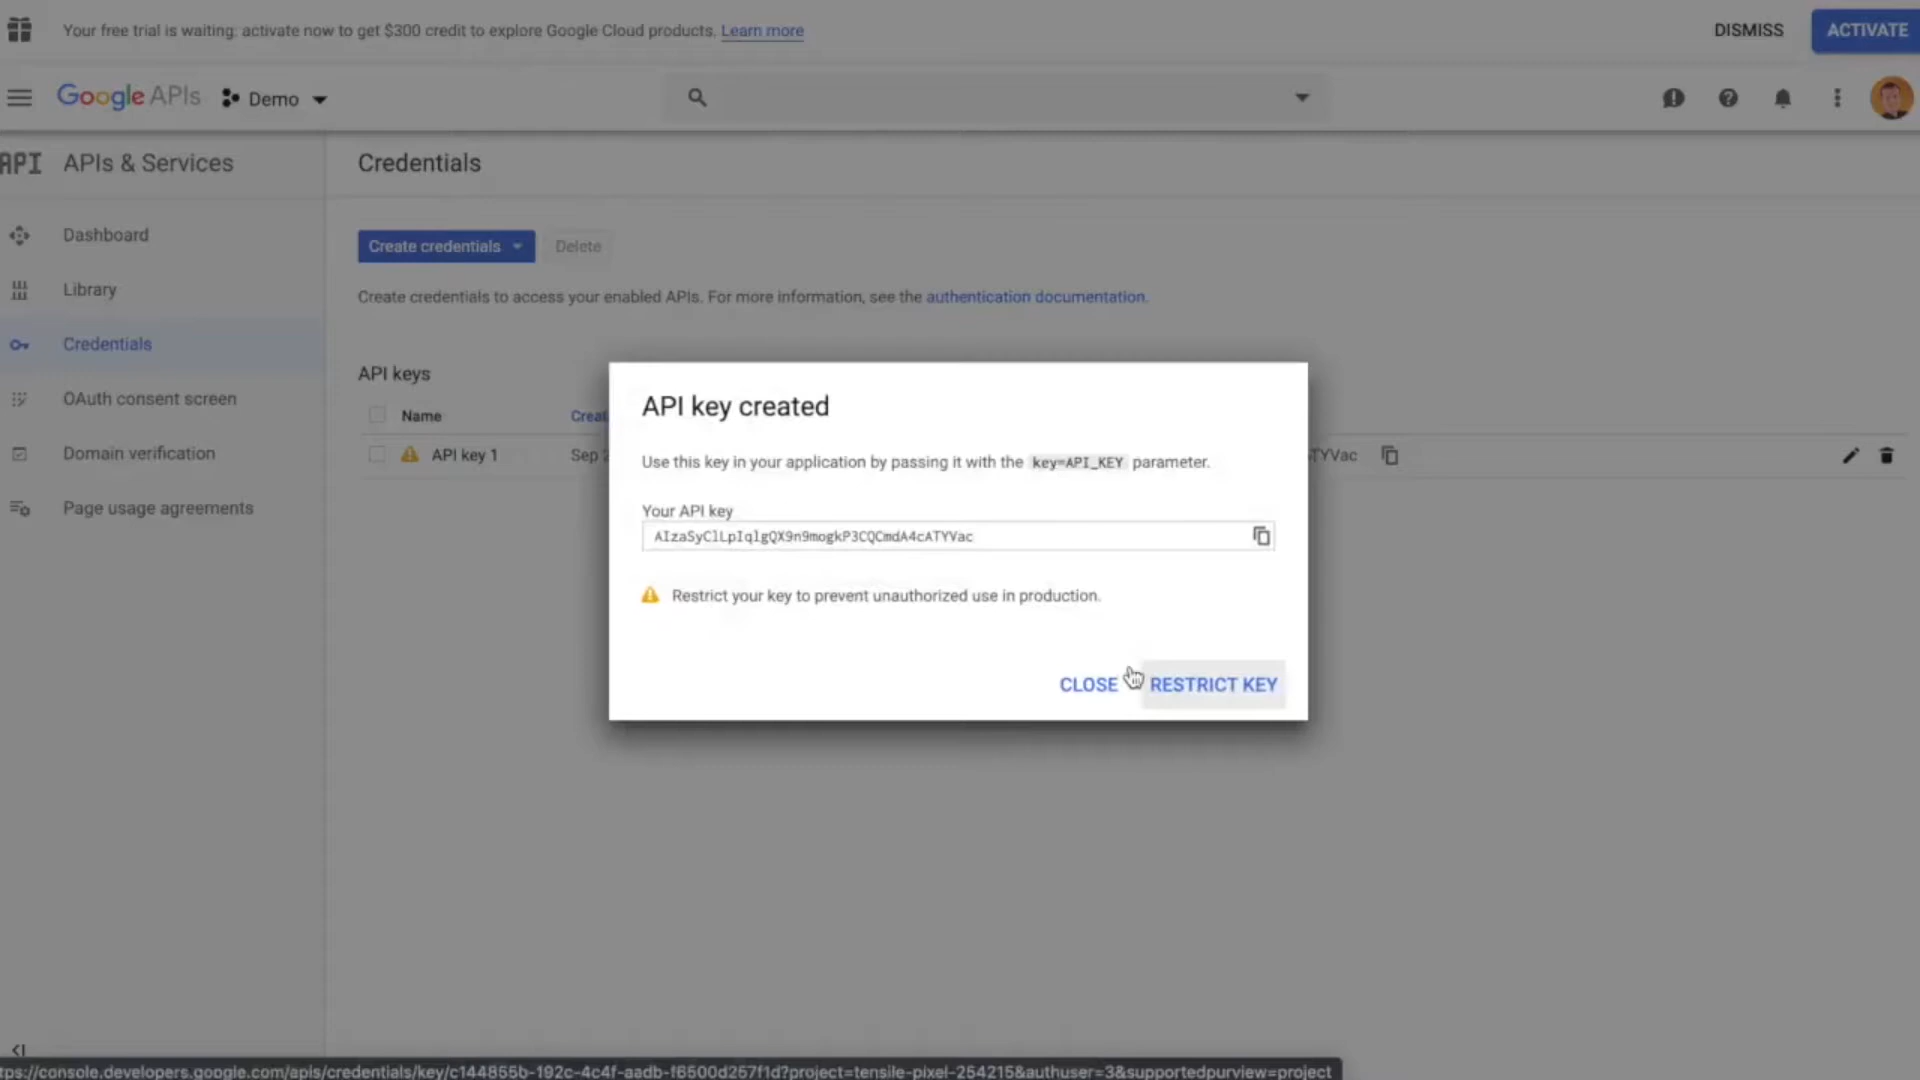 Your free trial is waiting: activate now to get $300 credit to explore Google Cloud products. Learn more
DISMISS
ACTIVATE
Google APIs
Demo
API
APIs & Services
Credentials
Dashboard
Library
Credentials
OAuth consent screen
Domain verification
Page usage agreements
Create credentials
Delete
Create credentials to access your enabled APIs. For more information, see the authentication documentation.
API keys
Name
Creat
API key 1
Sep 2
TYVac
API key created
Use this key in your application by passing it with the key=API_KEY parameter.
Your API key
AIzaSyClLpIqlgQX9n9mogkP3CQCmdA4cATYVac
Restrict your key to prevent unauthorized use in production.
CLOSE
RESTRICT KEY
tps://console.developers.google.com/apis/credentials/key/c144855b-192c-4c4f-aadb-f6500d257f1d?project=tensile-pixel-254215&authuser=3&supportedpurview=project